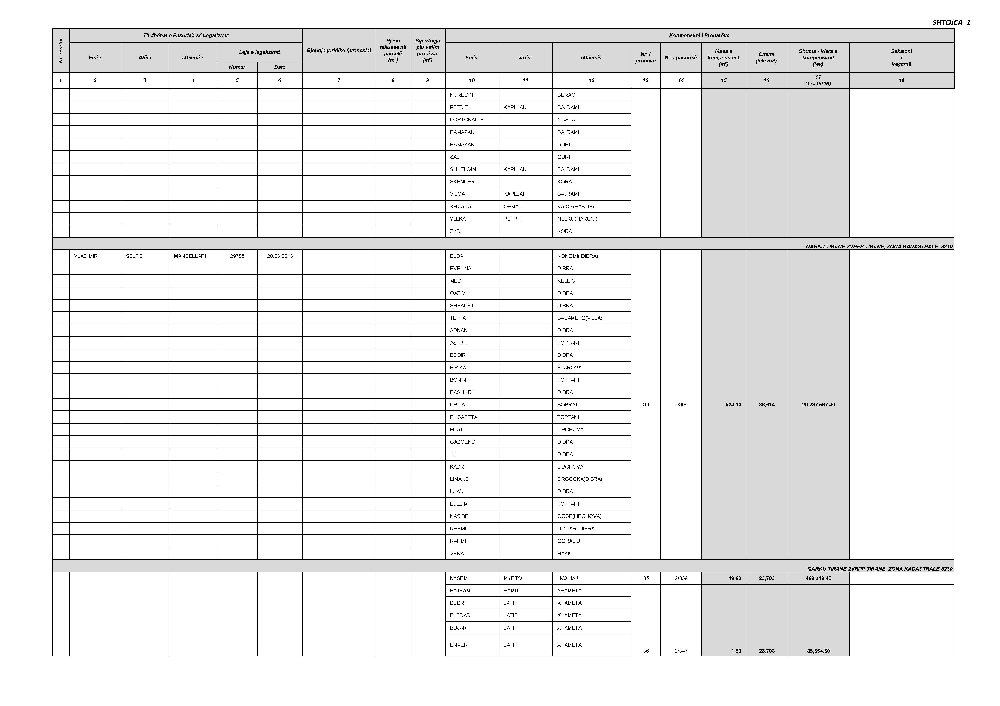 SHTOJCA 1
Nr. rendor
Të dhënat e Pasurisë së Legalizuar
Gjendja juridike (pronesia)
Pjesa takuese në parcelë (m²)
Sipërfaqja për kalim pronësie (m²)
Kompensimi i Pronarëve
Emër Atësi Mbiemër Leja e legalizimit
Numer Date
Emër Atësi Mbiemër Nr. i pronave Nr. i pasurisë Masa e kompensimit (m²) Çmimi (leke/m²) Shuma - Vlera e kompensimit (lek) Seksioni i Veçantë
1 2 3 4 5 6 7 8 9 10 11 12 13 14 15 16 17 (17=15*16) 18
NUREDIN BERAMI
PETRIT KAPLLANI BAJRAMI
PORTOKALLE MUSTA
RAMAZAN BAJRAMI
RAMAZAN GURI
SALI GURI
SHKELQIM KAPLLAN BAJRAMI
SKENDER KORA
VILMA KAPLLAN BAJRAMI
XHIJANA QEMAL VAKO (HARUB)
YLLKA PETRIT NELKU(HARUNI)
ZYDI KORA
QARKU TIRANE ZVRPP TIRANE, ZONA KADASTRALE 8210
VLADIMIR SELFO MANCELLARI 29785 20.03.2013 ELDA KONOMI( DIBRA)
EVELINA DIBRA
MEDI KELLICI
QAZIM DIBRA
SHEADET DIBRA
TEFTA BABAMETO(VILLA)
ADNAN DIBRA
ASTRIT TOPTANI
BEQIR DIBRA
BIBIKA STAROVA
BONIN TOPTANI
DASHURI DIBRA
DRITA BOBRATI 34 2/309 524.10 38,614 20,237,597.40
ELISABETA TOPTANI
FUAT LIBOHOVA
GAZMEND DIBRA
ILI DIBRA
KADRI LIBOHOVA
LIMANE ORGOCKA(DIBRA)
LUAN DIBRA
LULZIM TOPTANI
NASIBE QOSE(LIBOHOVA)
NERMIN DIZDARI-DIBRA
RAHMI QORALIU
VERA HAKIU
QARKU TIRANE ZVRPP TIRANE, ZONA KADASTRALE 8230
KASEM MYRTO HOXHAJ 35 2/339 19.80 23,703 469,319.40
BAJRAM HAMIT XHAMETA
BEDRI LATIF XHAMETA
BLEDAR LATIF XHAMETA
BUJAR LATIF XHAMETA
ENVER LATIF XHAMETA
36 2/347 1.50 23,703 35,554.50